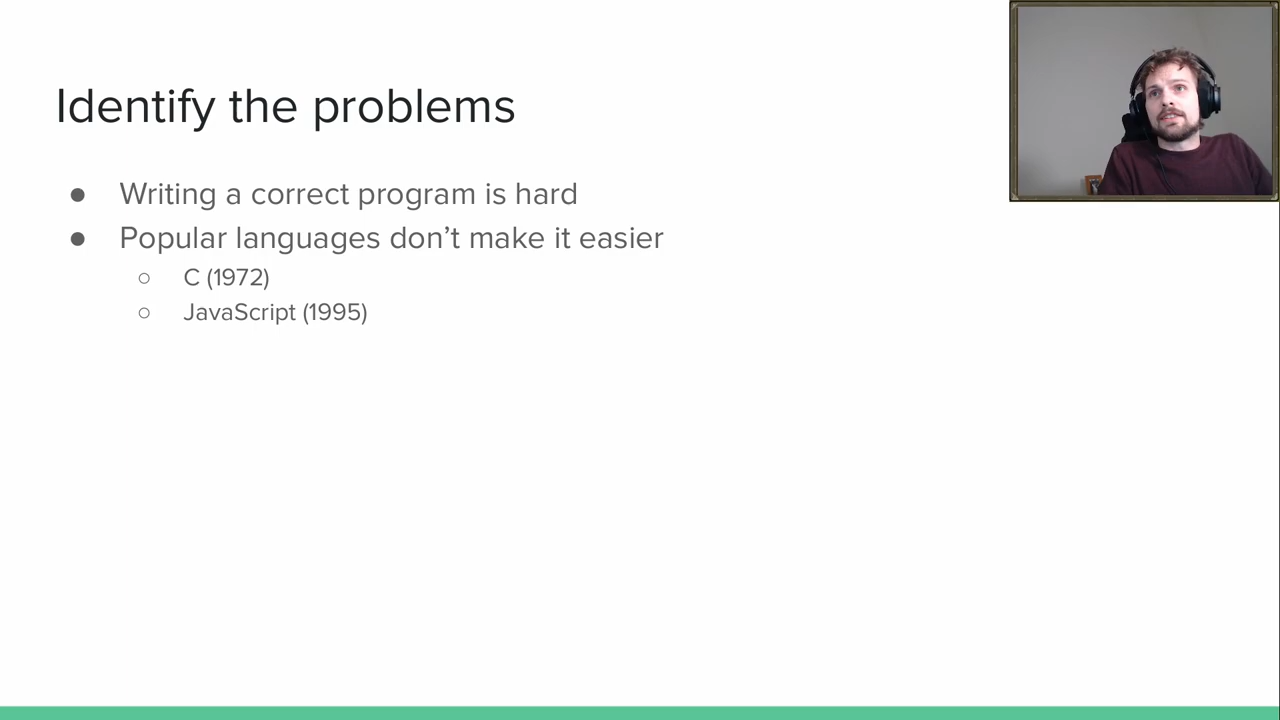 Identify the problems
● Writing a correct program is hard
● Popular languages don’t make it easier
○ C (1972)
○ JavaScript (1995)